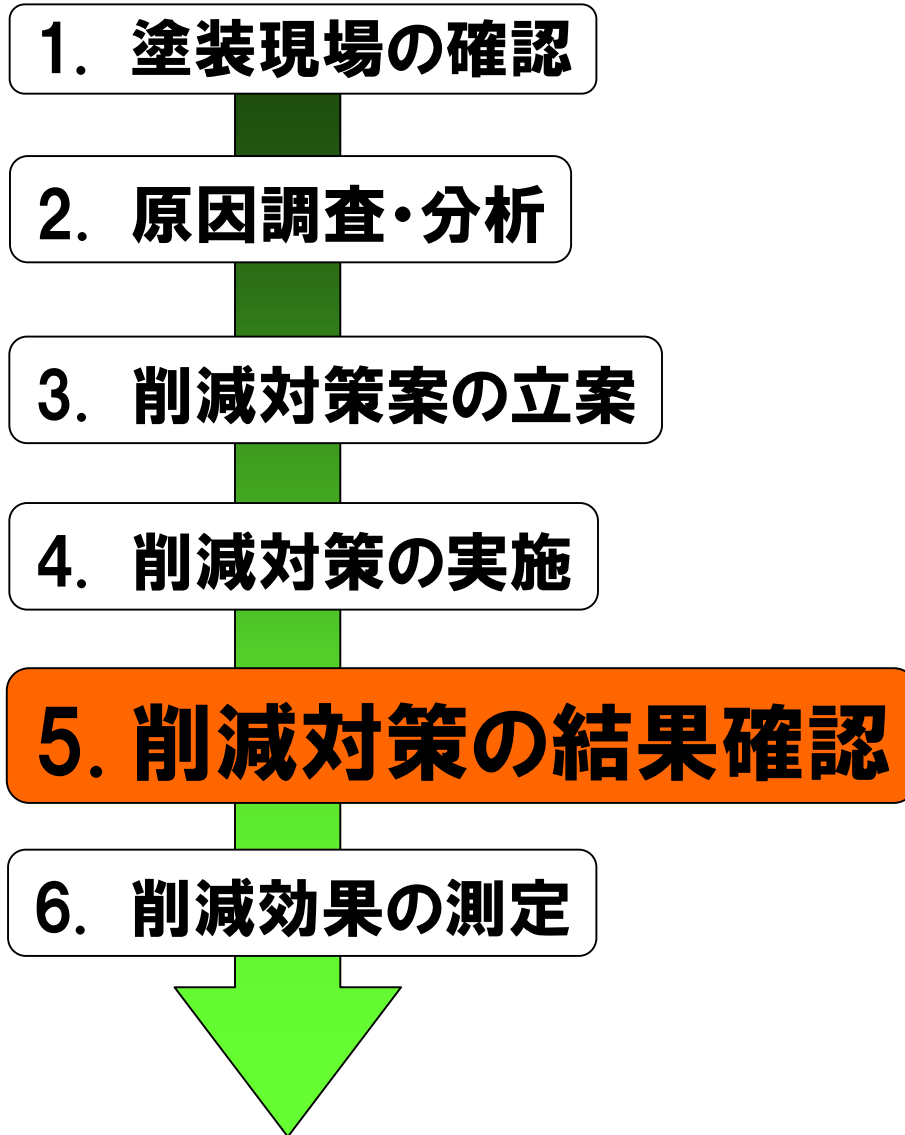 1. 塗装現場の確認
2. 原因調査・分析
3. 削減対策案の立案
4. 削減対策の実施
5. 削減対策の結果確認
6. 削減効果の測定